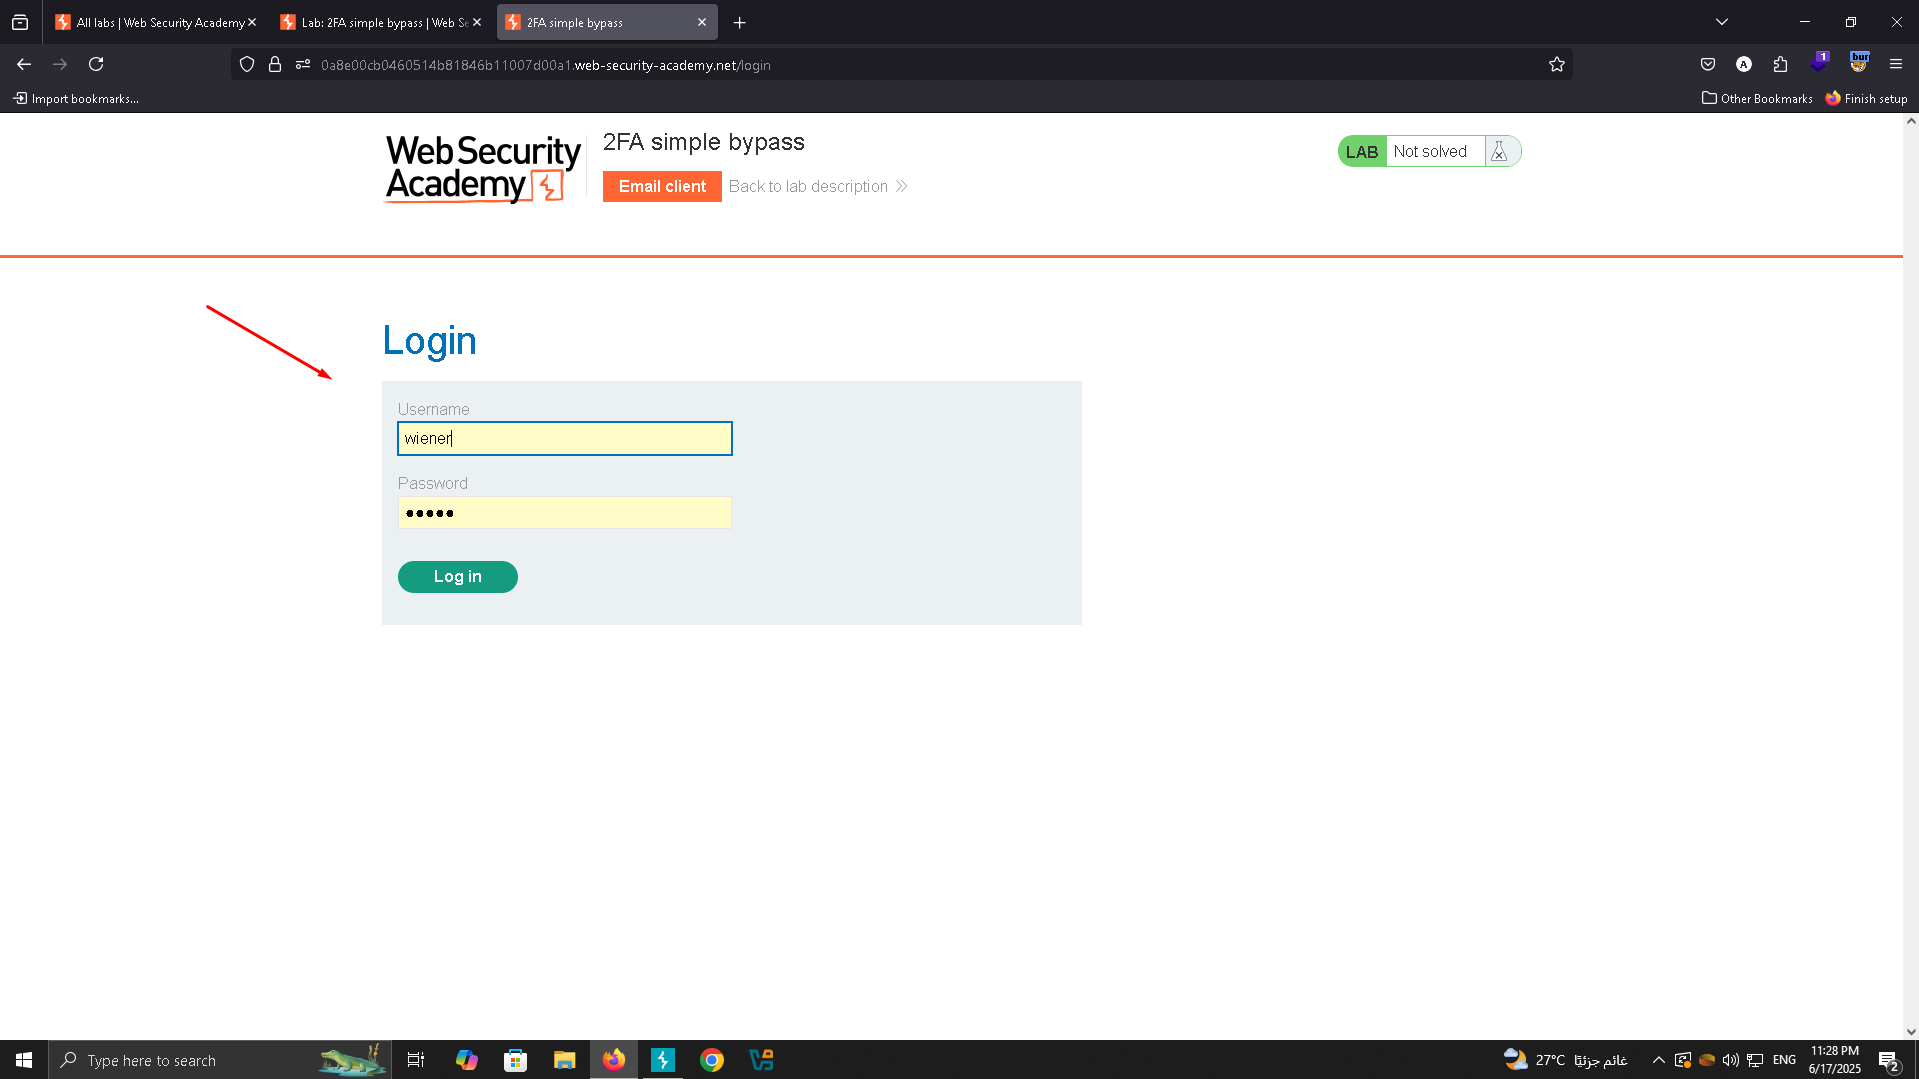 All labs | Web Security Academy
Lab: 2FA simple bypass | Web Se
2FA simple bypass
0a8e00cb0460514b81846b11007d00a1.web-security-academy.net/login
A
1
bur
Import bookmarks...
Other Bookmarks
Finish setup
Web Security
Academy
2FA simple bypass
Email client
Back to lab description
LAB
Not solved
Login
Username
wiener
Password
•••••
Log in
Type here to search
27°C
غائم جزئيًا
ENG
11:28 PM
6/17/2025
2